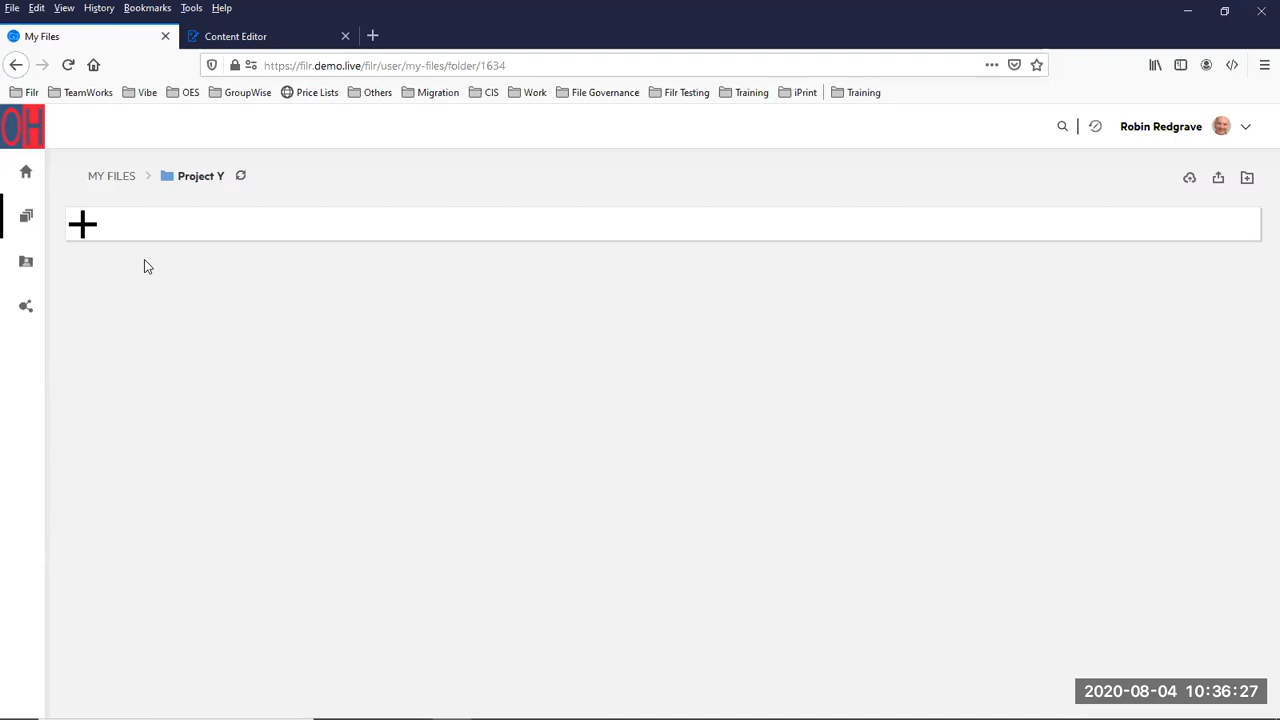 File Edit View History Bookmarks Tools Help
My Files
Content Editor
https://filr.demo.live/filr/user/my-files/folder/1634
Filr TeamWorks Vibe OES GroupWise Price Lists Others Migration CIS Work File Governance Filr Testing Training iPrint Training
OH
Robin Redgrave
MY FILES
Project Y
2020-08-04 10:36:27